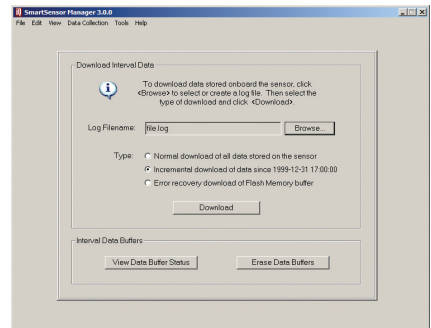 SmartSensor Manager 3.0.0
File Edit View Data Collection Tools Help
Download Interval Data
To download data stored onboard the sensor, click
<Browse> to select or create a log file. Then select the
type of download and click <Download>.
Log Filename: file.log Browse...
Type: Normal download of all data stored on the sensor
Incremental download of data since 1999-12-31 17:00:00
Error recovery download of Flash Memory buffer
Download
Interval Data Buffers
View Data Buffer Status Erase Data Buffers